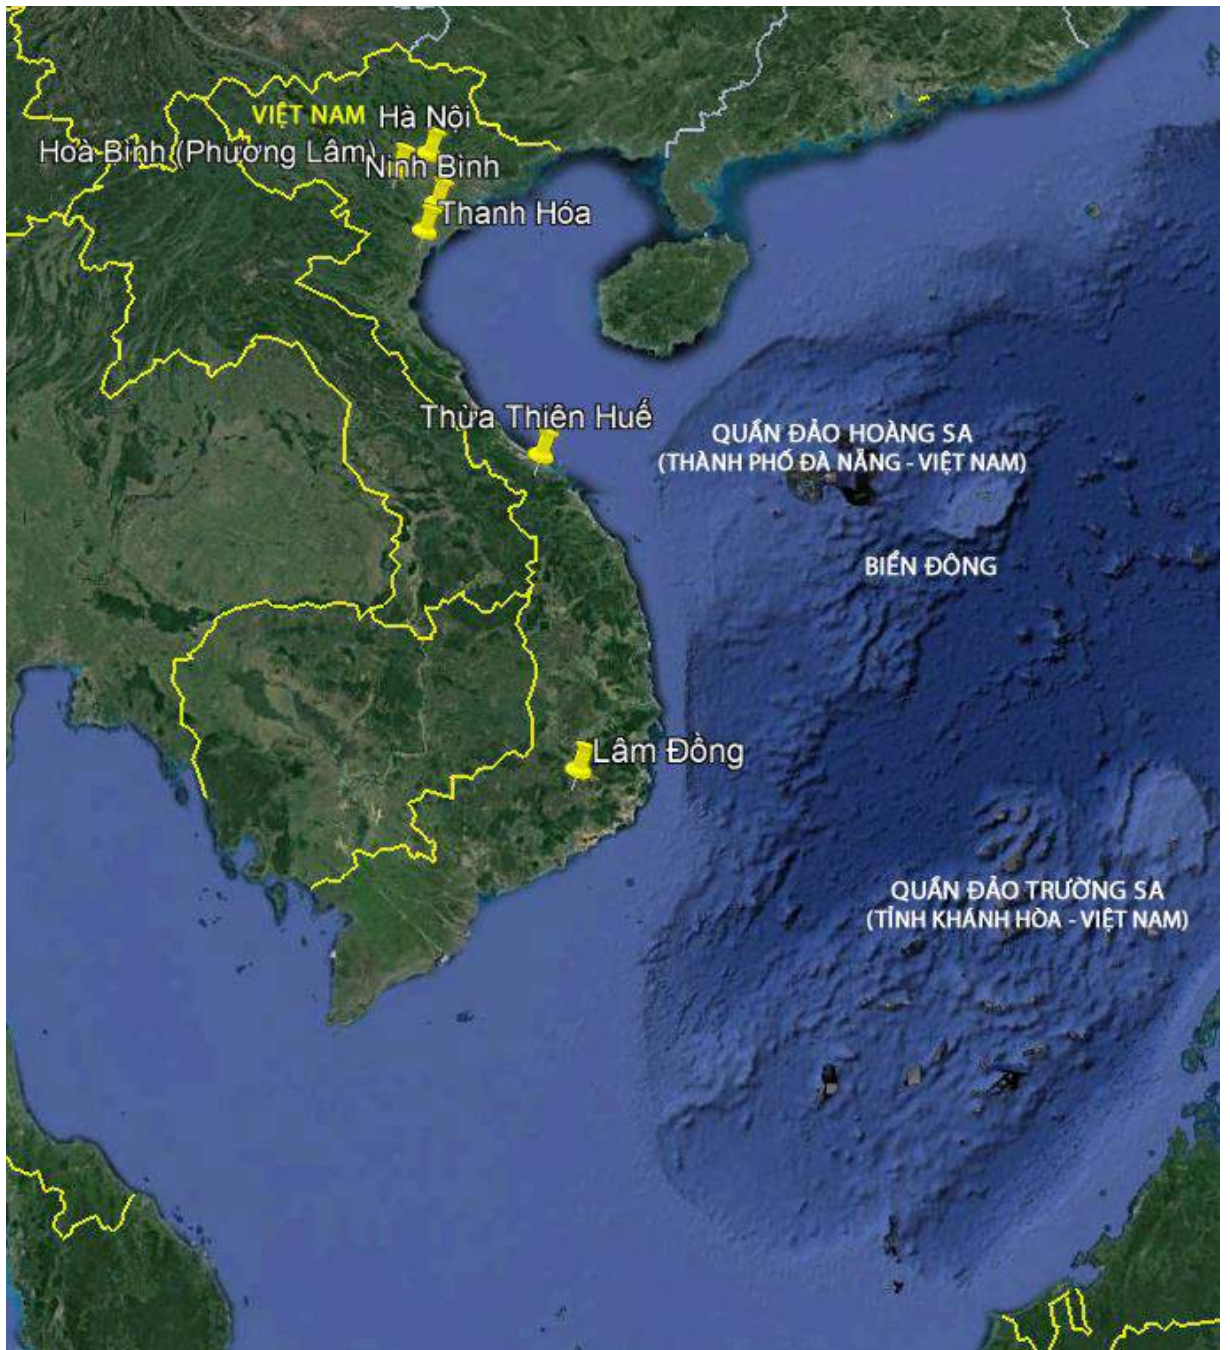 VIỆT NAM
Hà Nội
Hoà Bình (Phương Lâm)
Ninh Bình
Thanh Hóa
Thừa Thiên Huế
QUẦN ĐẢO HOÀNG SA
(THÀNH PHỐ ĐÀ NẴNG - VIỆT NAM)
BIỂN ĐÔNG
Lâm Đồng
QUẦN ĐẢO TRƯỜNG SA
(TỈNH KHÁNH HÒA - VIỆT NAM)